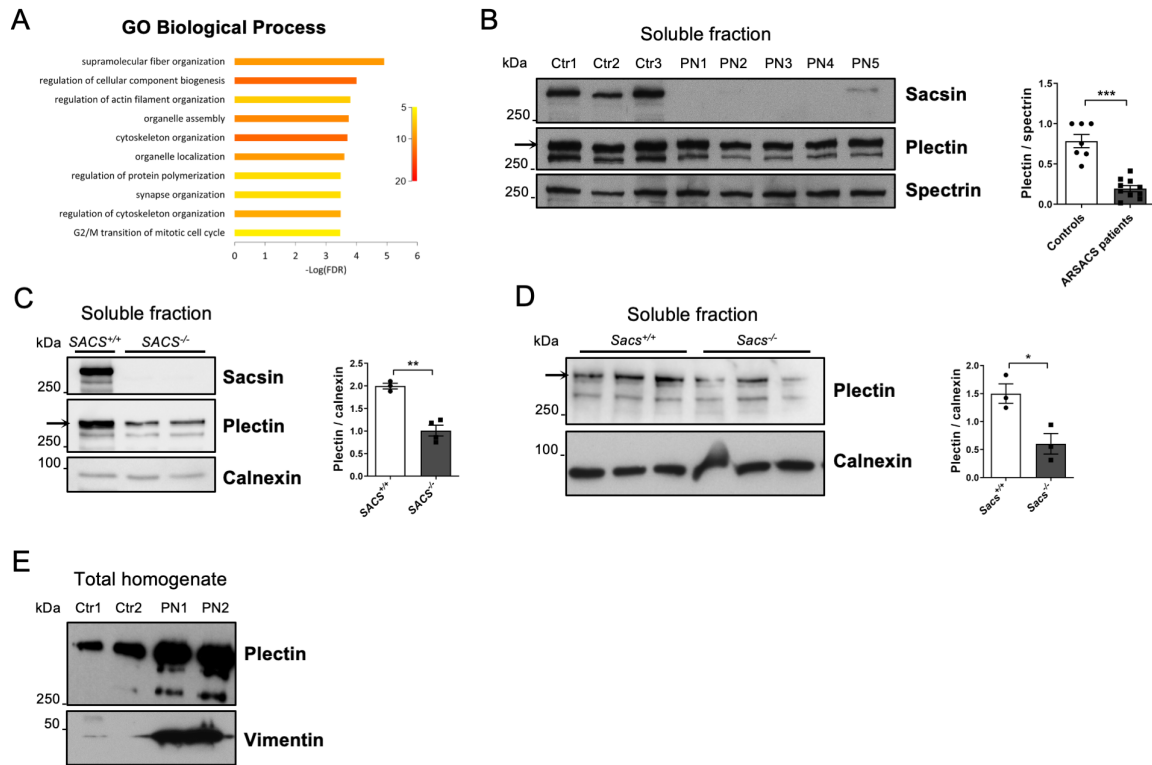 A
GO Biological Process
supramolecular fiber organization
regulation of cellular component biogenesis
regulation of actin filament organization
organelle assembly
cytoskeleton organization
organelle localization
regulation of protein polymerization
synapse organization
regulation of cytoskeleton organization
G2/M transition of mitotic cell cycle
0 1 2 3 4 5 6
-Log(FDR)
5
10
20
B
Soluble fraction
kDa Ctr1 Ctr2 Ctr3 PN1 PN2 PN3 PN4 PN5
250
Sacsin
250
Plectin
250
Spectrin
Plectin / spectrin
1.5
1.0
0.5
0.0
***
Controls
ARSACS patients
C
Soluble fraction
kDa SACS+/+ SACS-/-
250
Sacsin
250
Plectin
100
Calnexin
Plectin / calnexin
2.5
2.0
1.5
1.0
0.5
0.0
**
SACS+/+
SACS-/-
D
Soluble fraction
kDa Sacs+/+ Sacs-/-
250
Plectin
100
Calnexin
Plectin / calnexin
2.0
1.5
1.0
0.5
0.0
*
Sacs+/+
Sacs-/-
E
Total homogenate
kDa Ctr1 Ctr2 PN1 PN2
250
Plectin
50
Vimentin